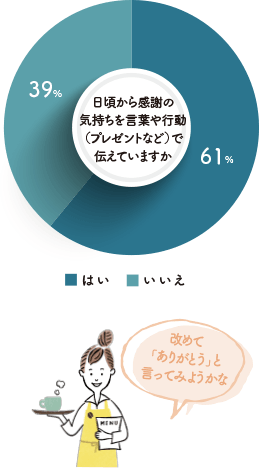 39%
日頃から感謝の
気持ちを言葉や行動
（プレゼントなど）で
伝えていますか
61%
はい いいえ
改めて
「ありがとう」と
言ってみようかな
MENU